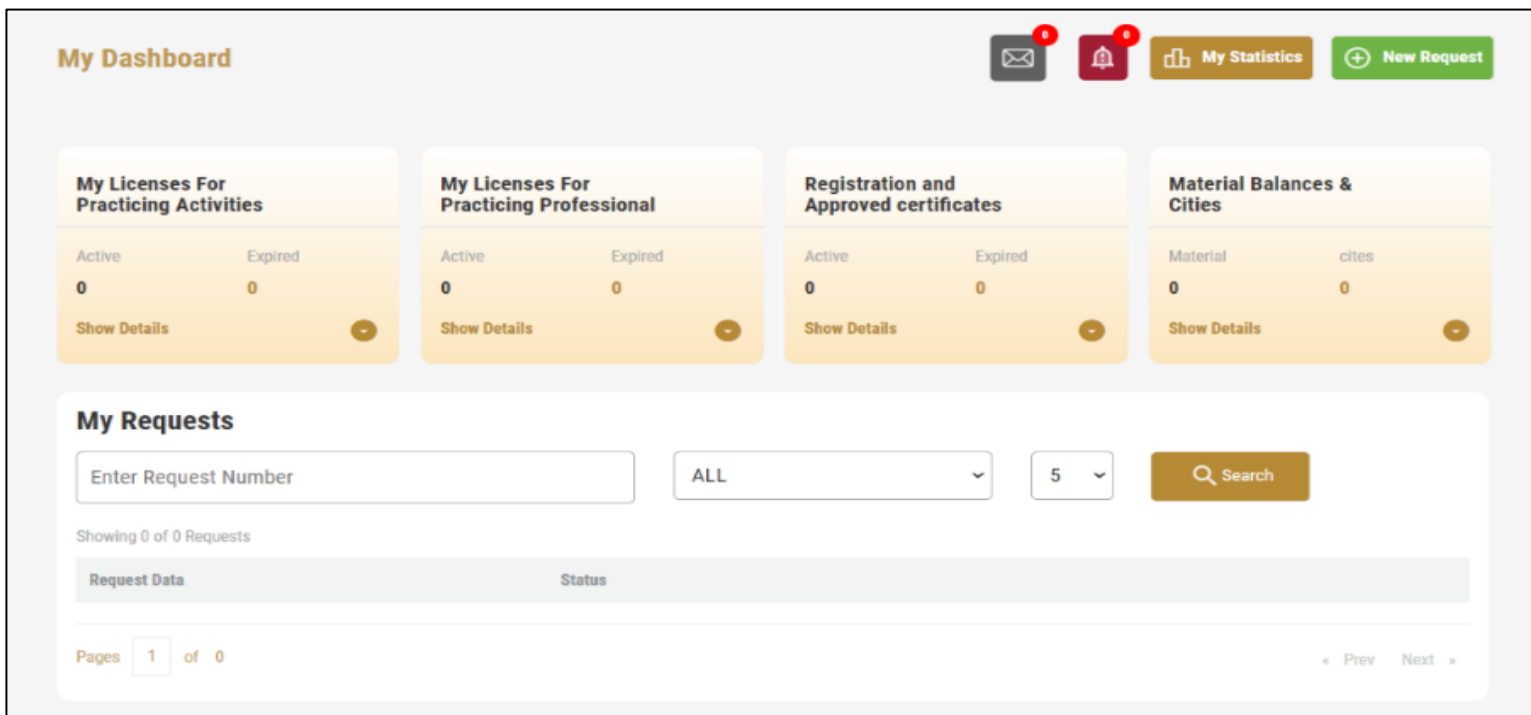 My Dashboard
0
0
My Statistics
New Request
My Licenses For
Practicing Activities
Active Expired
0 0
Show Details
My Licenses For
Practicing Professional
Active Expired
0 0
Show Details
Registration and
Approved certificates
Active Expired
0 0
Show Details
Material Balances &
Cities
Material cites
0 0
Show Details
My Requests
Enter Request Number
ALL
5
Search
Showing 0 of 0 Requests
Request Data Status
Pages 1 of 0
« Prev Next »